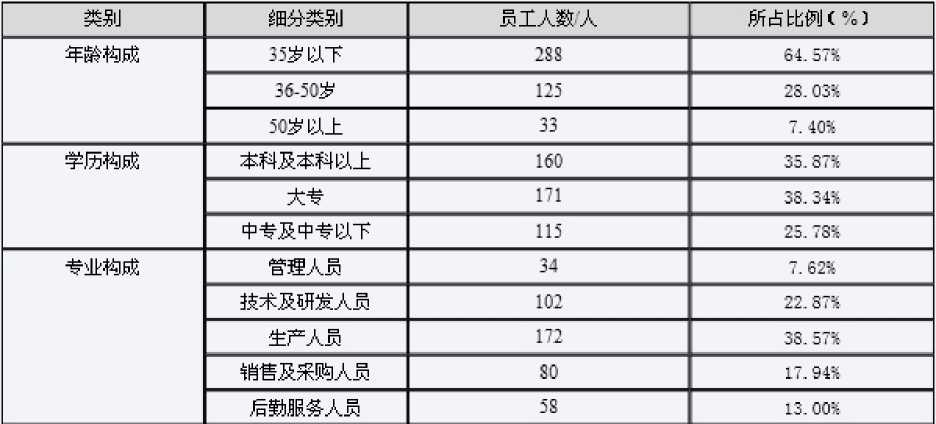 类别 细分类别 员工人数/人 所占比例(%)
年龄构成 35岁以下 288 64.57%
36-50岁 125 28.03%
50岁以上 33 7.40%
学历构成 本科及本科以上 160 35.87%
大专 171 38.34%
中专及中专以下 115 25.78%
专业构成 管理人员 34 7.62%
技术及研发人员 102 22.87%
生产人员 172 38.57%
销售及采购人员 80 17.94%
后勤服务人员 58 13.00%